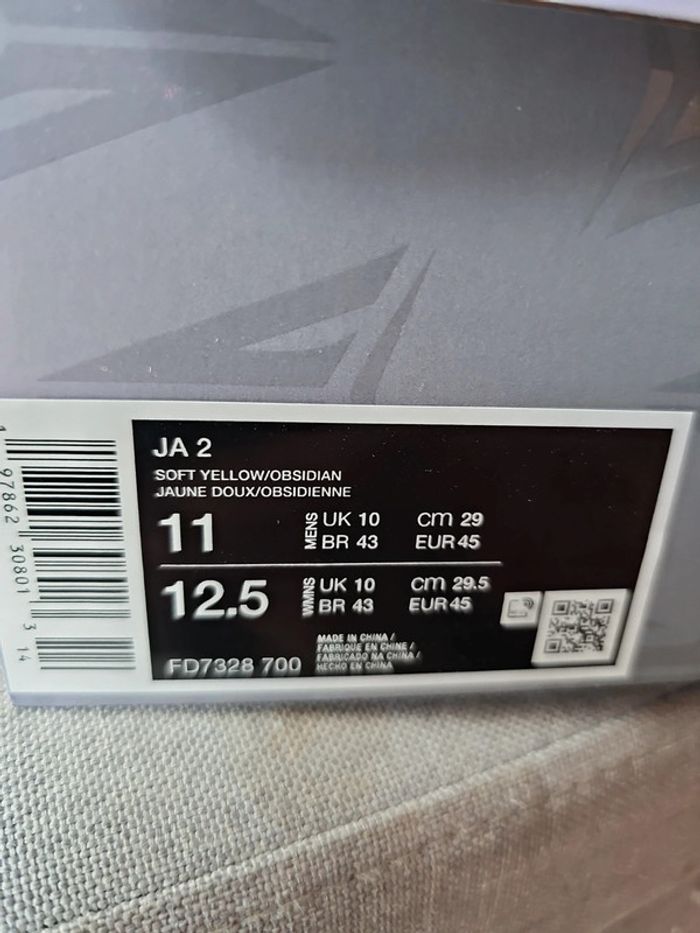 JA 2
SOFT YELLOW/OBSIDIAN
JAUNE DOUX/OBSIDIENNE
11 MENS UK 10 cm 29
BR 43 EUR 45
12.5 WMNS UK 10 cm 29.5
BR 43 EUR 45
FD7328 700
MADE IN CHINA /
FABRIQUE EN CHINE /
FABRICADO NA CHINA /
HECHO EN CHINA
1 97862 30801 3 14